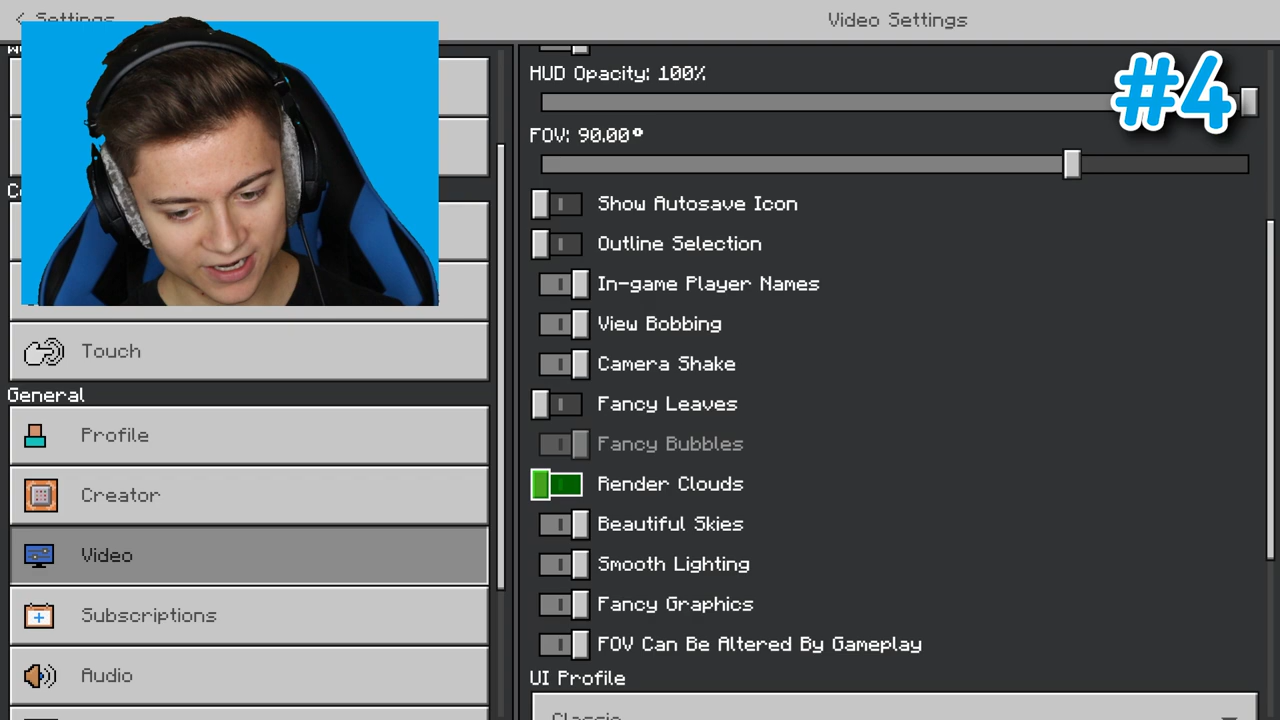 Settings
Video Settings
#4
HUD Opacity: 100%
FOV: 90.00°
Show Autosave Icon
Outline Selection
In-game Player Names
View Bobbing
Camera Shake
Fancy Leaves
Fancy Bubbles
Render Clouds
Beautiful Skies
Smooth Lighting
Fancy Graphics
FOV Can Be Altered By Gameplay
UI Profile
Classic
Touch
General
Profile
Creator
Video
Subscriptions
Audio